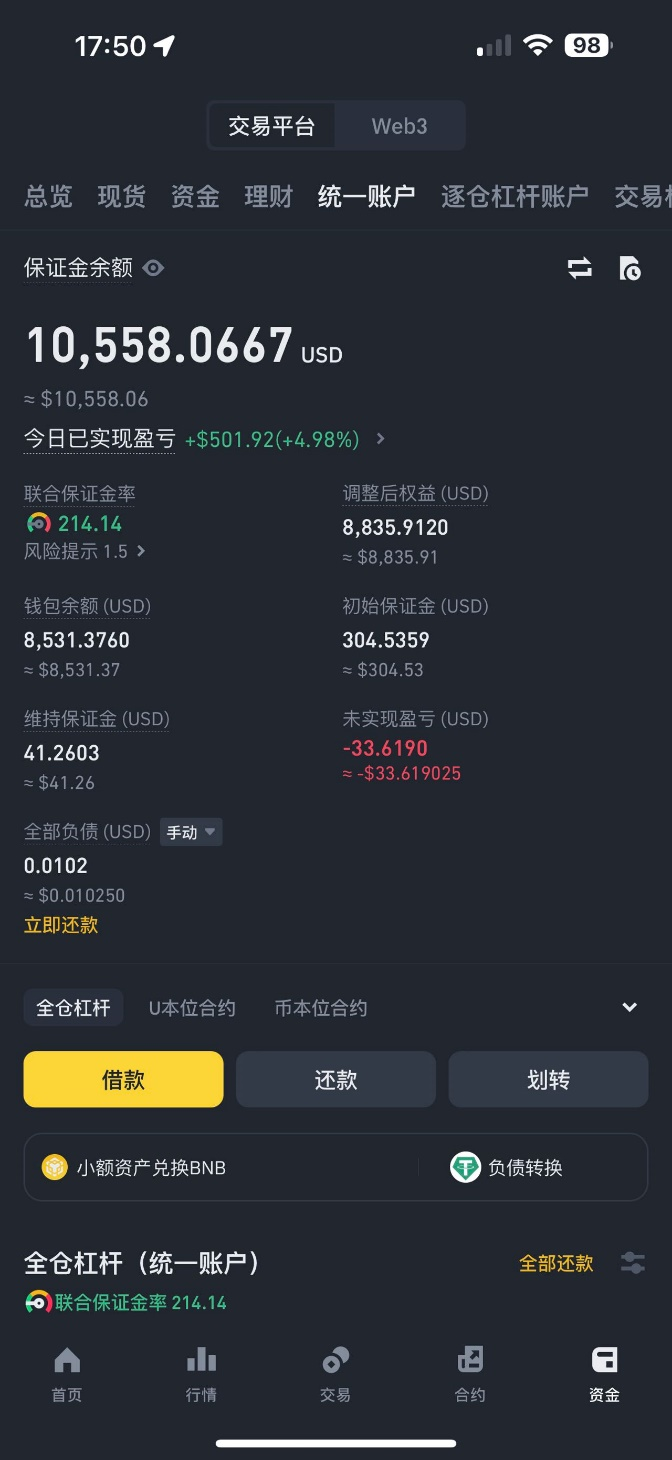 17:50
98
交易平台 Web3
总览 现货 资金 理财 统一账户 逐仓杠杆账户 交易
保证金余额
10,558.0667 USD
≈ $10,558.06
今日已实现盈亏 +$501.92(+4.98%)
联合保证金率 调整后权益 (USD)
214.14 8,835.9120
风险提示 1.5 ≈ $8,835.91
钱包余额 (USD) 初始保证金 (USD)
8,531.3760 304.5359
≈ $8,531.37 ≈ $304.53
维持保证金 (USD) 未实现盈亏 (USD)
41.2603 -33.6190
≈ $41.26 ≈ -$33.619025
全部负债 (USD) 手动
0.0102
≈ $0.010250
立即还款
全仓杠杆 U本位合约 币本位合约
借款 还款 划转
小额资产兑换BNB 负债转换
全仓杠杆（统一账户） 全部还款
联合保证金率 214.14
首页 行情 交易 合约 资金